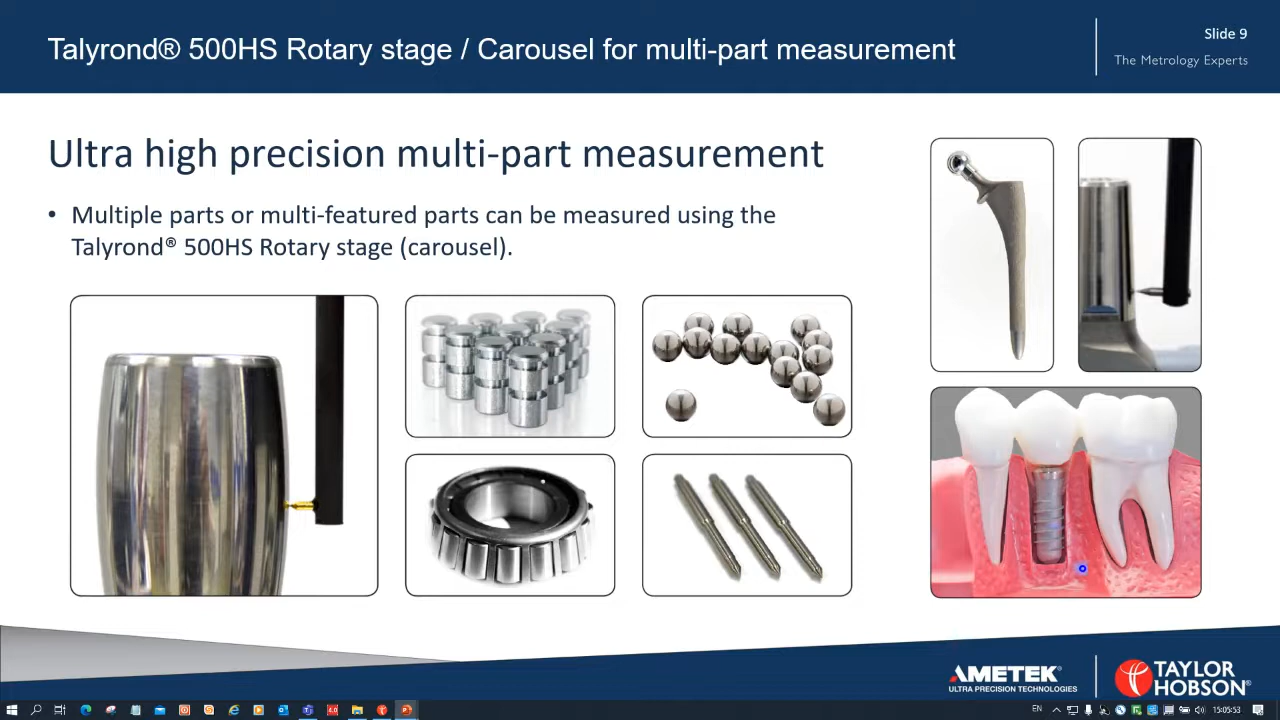 Talyrond® 500HS Rotary stage / Carousel for multi-part measurement
Slide 9
The Metrology Experts
Ultra high precision multi-part measurement
• Multiple parts or multi-featured parts can be measured using the
Talyrond® 500HS Rotary stage (carousel).
AMETEK®
ULTRA PRECISION TECHNOLOGIES
TAYLOR
HOBSON®
EN
15:05:53